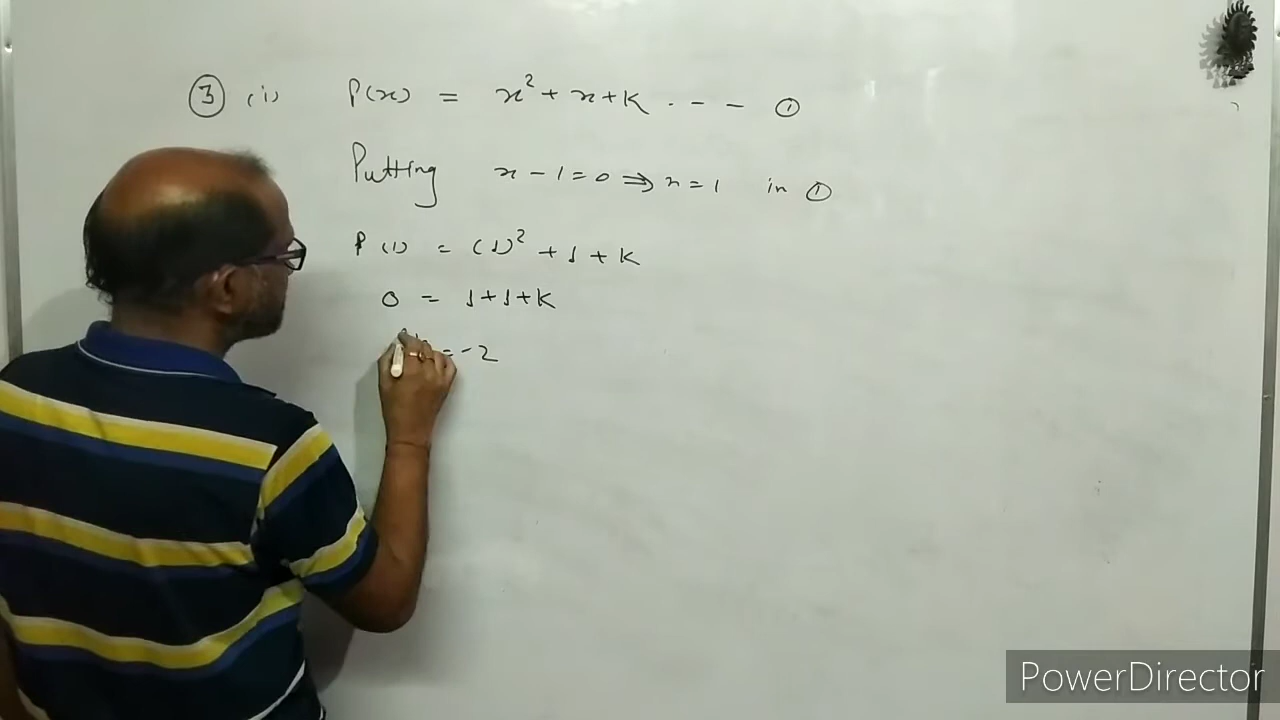 ③ (i) P(x) = x² + x + K . - - ①
Putting x - 1 = 0 ⇒ x = 1 in ①
P(1) = (1)² + 1 + K
0 = 1 + 1 + K
= -2
PowerDirector